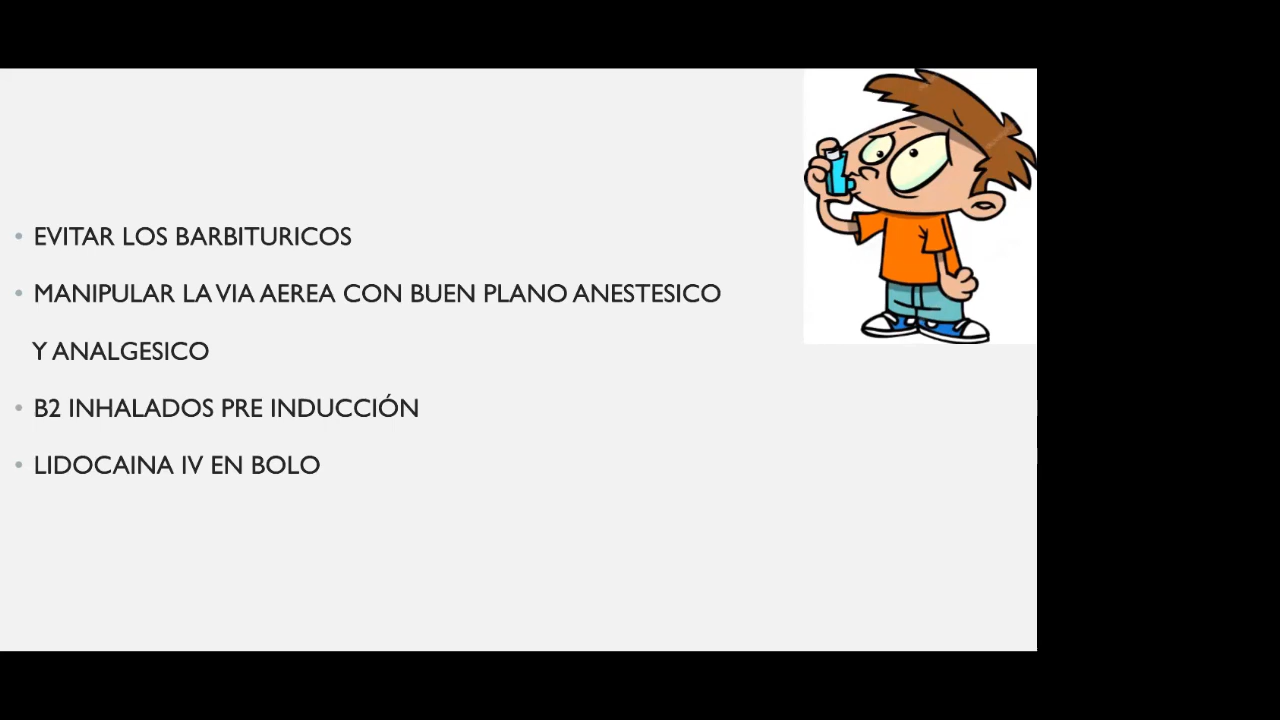 • EVITAR LOS BARBITURICOS
• MANIPULAR LA VIA AEREA CON BUEN PLANO ANESTESICO
Y ANALGESICO
• B2 INHALADOS PRE INDUCCIÓN
• LIDOCAINA IV EN BOLO